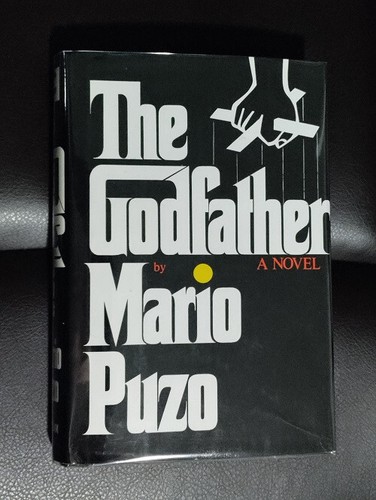 The
Godfather
by
A NOVEL
Mario
Puzo